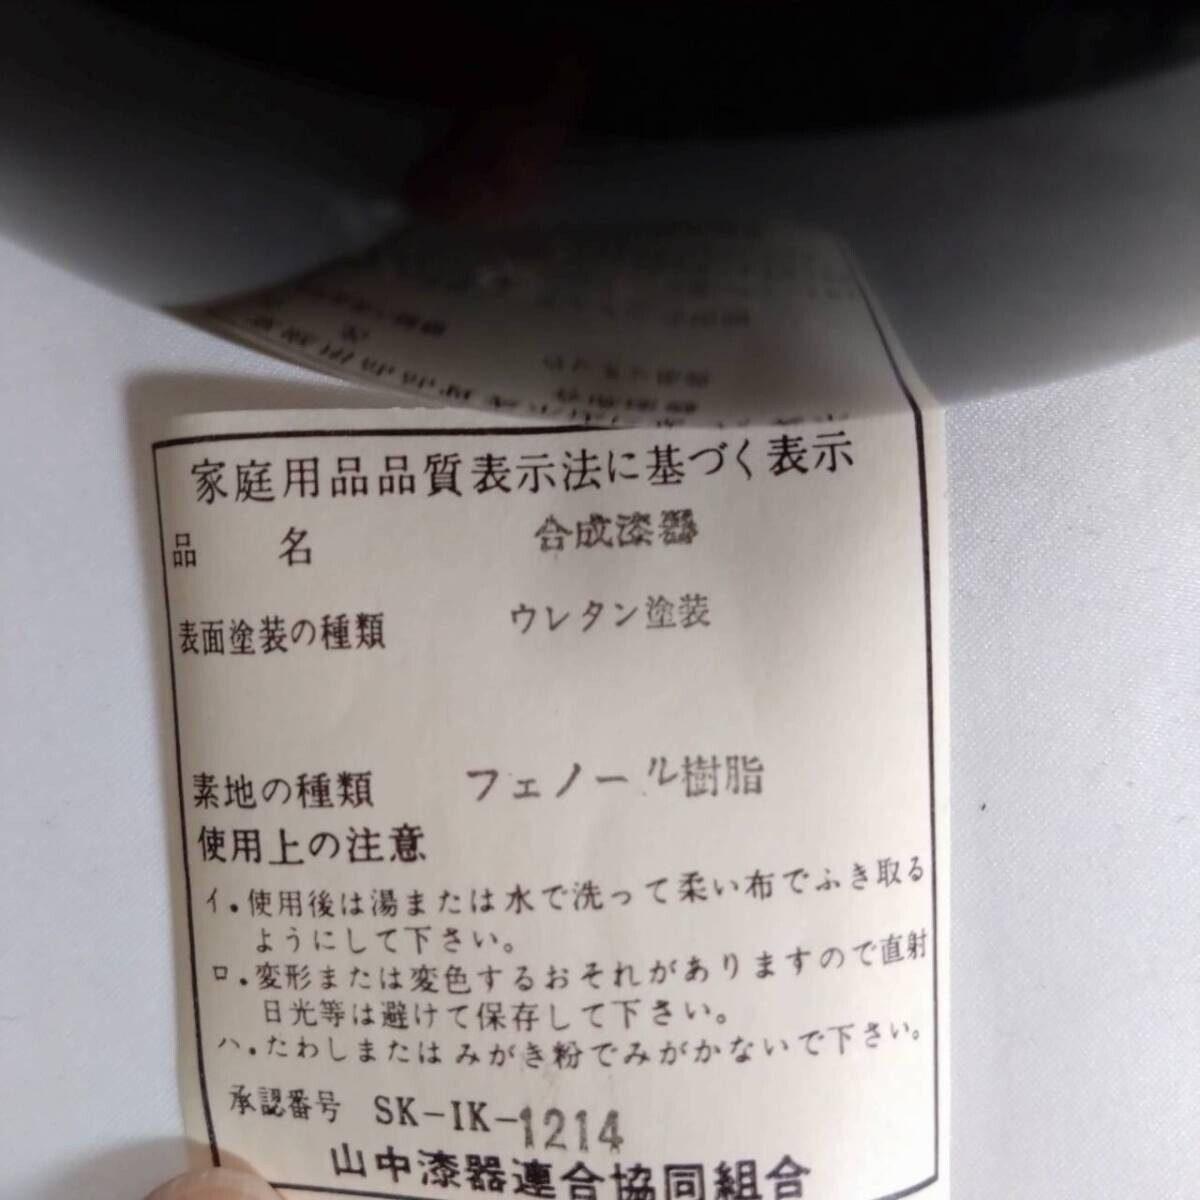 家庭用品品質表示法に基づく表示
品 名 合成漆器
表面塗装の種類 ウレタン塗装
素地の種類 フェノール樹脂
使用上の注意
イ.使用後は湯または水で洗って柔い布でふき取る
ようにして下さい。
ロ.変形または変色するおそれがありますので直射
日光等は避けて保存して下さい。
ハ.たわしまたはみがき粉でみがかないで下さい。
承認番号 SK-IK-1214
山中漆器連合協同組合